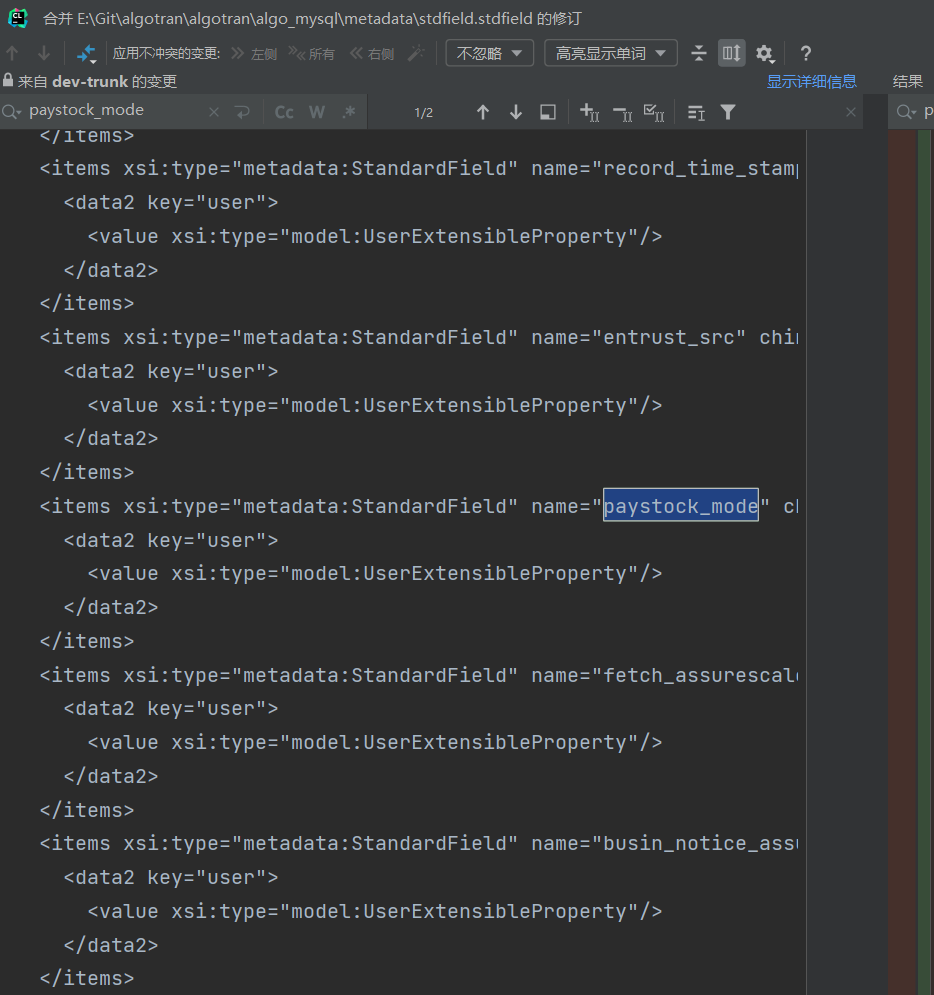 合并 E:\Git\algotran\algotran\algo_mysql\metadata\stdfield.stdfield 的修订
应用不冲突的变更: 左侧 所有 右侧 不忽略 高亮显示单词 ?
来自 dev-trunk 的变更 显示详细信息 结果
paystock_mode Cc W .* 1/2 p
</items>
<items xsi:type="metadata:StandardField" name="record_time_stamp
<data2 key="user">
<value xsi:type="model:UserExtensibleProperty"/>
</data2>
</items>
<items xsi:type="metadata:StandardField" name="entrust_src" chin
<data2 key="user">
<value xsi:type="model:UserExtensibleProperty"/>
</data2>
</items>
<items xsi:type="metadata:StandardField" name="paystock_mode" ch
<data2 key="user">
<value xsi:type="model:UserExtensibleProperty"/>
</data2>
</items>
<items xsi:type="metadata:StandardField" name="fetch_assurescale
<data2 key="user">
<value xsi:type="model:UserExtensibleProperty"/>
</data2>
</items>
<items xsi:type="metadata:StandardField" name="busin_notice_assu
<data2 key="user">
<value xsi:type="model:UserExtensibleProperty"/>
</data2>
</items>